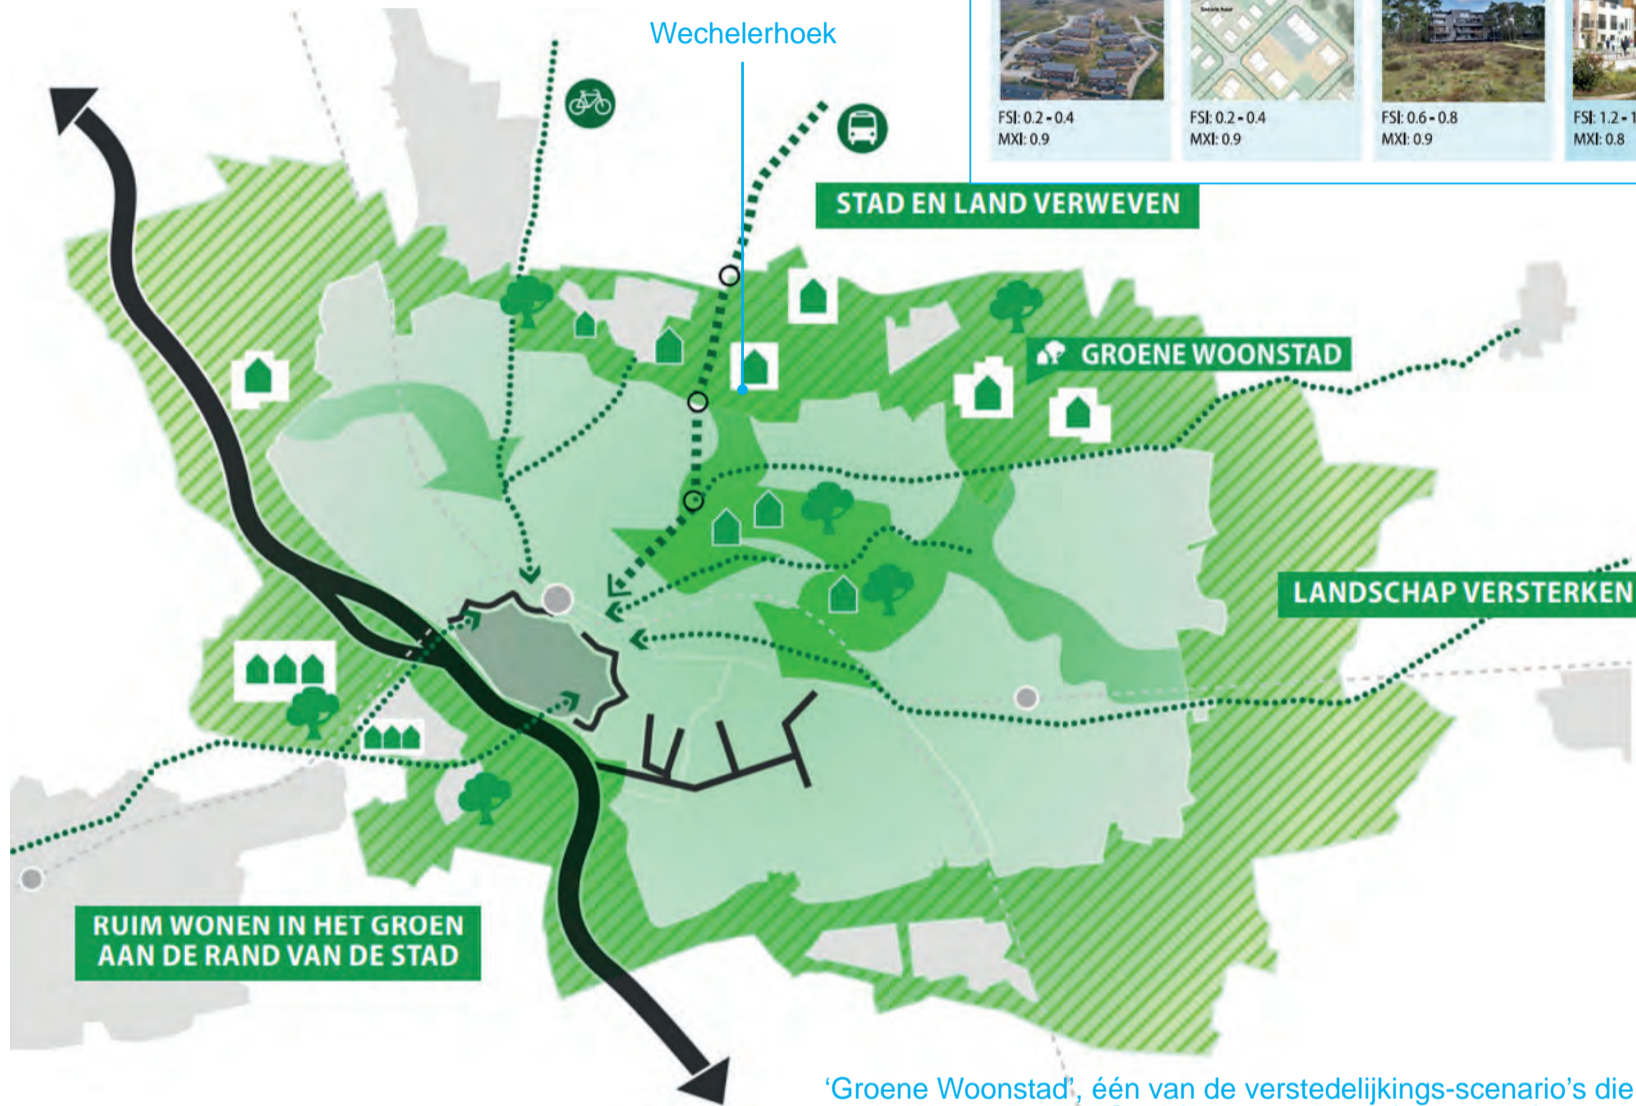 Wechelerhoek
Sociale huur
FSI: 0.2 - 0.4
MXI: 0.9
FSI: 0.2 - 0.4
MXI: 0.9
FSI: 0.6 - 0.8
MXI: 0.9
FSI: 1.2 - 1
MXI: 0.8
STAD EN LAND VERWEVEN
GROENE WOONSTAD
LANDSCHAP VERSTERKEN
RUIM WONEN IN HET GROEN
AAN DE RAND VAN DE STAD
‘Groene Woonstad’, één van de verstedelijkings-scenario’s die